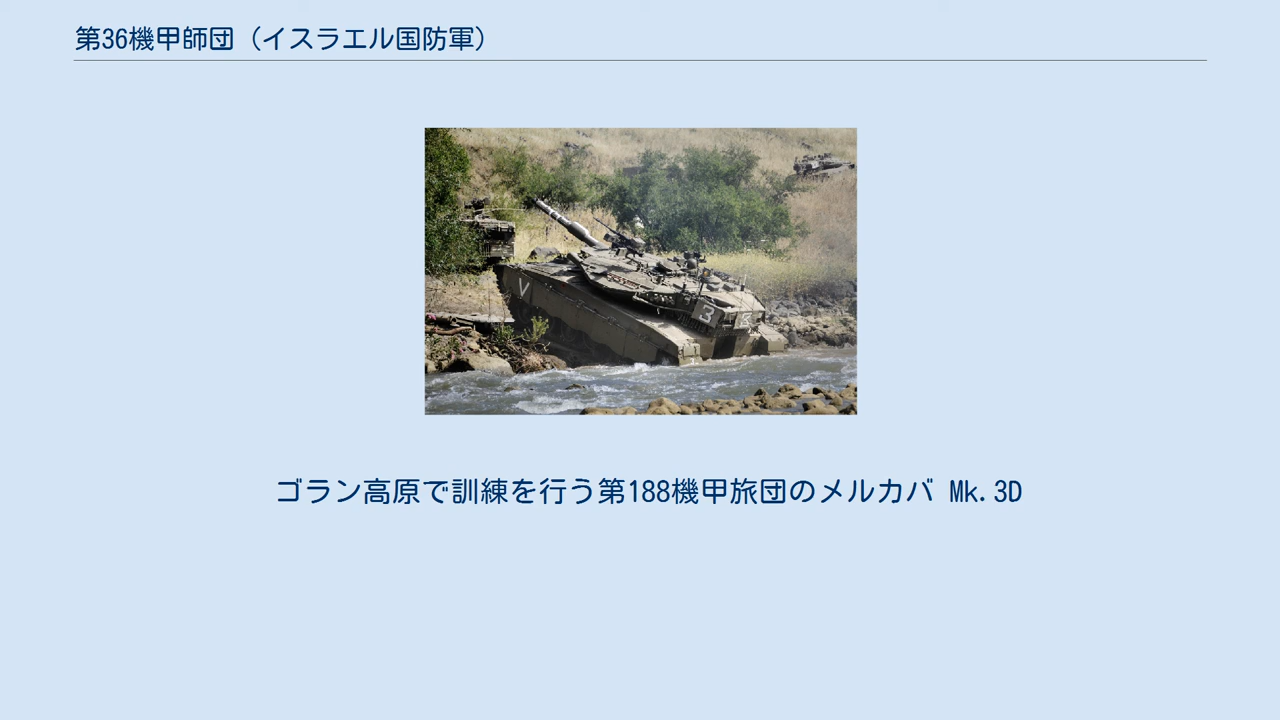 第36機甲師団（イスラエル国防軍）
V
3
ゴラン高原で訓練を行う第188機甲旅団のメルカバ Mk.3D